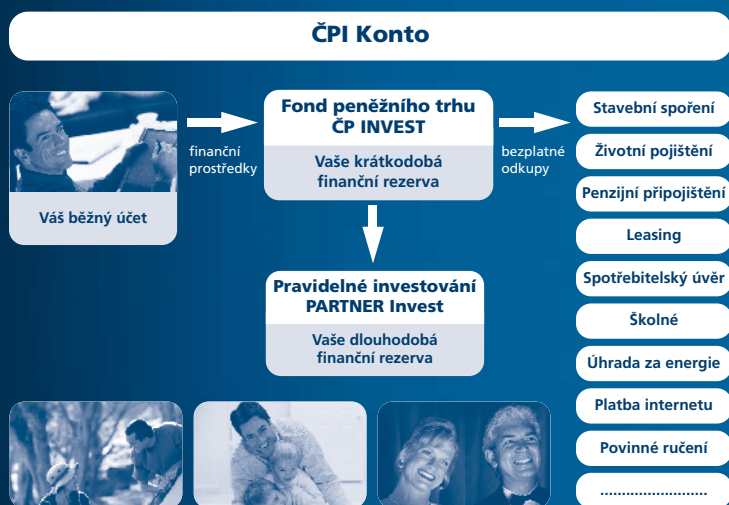 ČPI Konto
Váš běžný účet
finanční
prostředky
Fond peněžního trhu
ČP INVEST
Vaše krátkodobá
finanční rezerva
bezplatné
odkupy
Pravidelné investování
PARTNER Invest
Vaše dlouhodobá
finanční rezerva
Stavební spoření
Životní pojištění
Penzijní připojištění
Leasing
Spotřebitelský úvěr
Školné
Úhrada za energie
Platba internetu
Povinné ručení
.........................